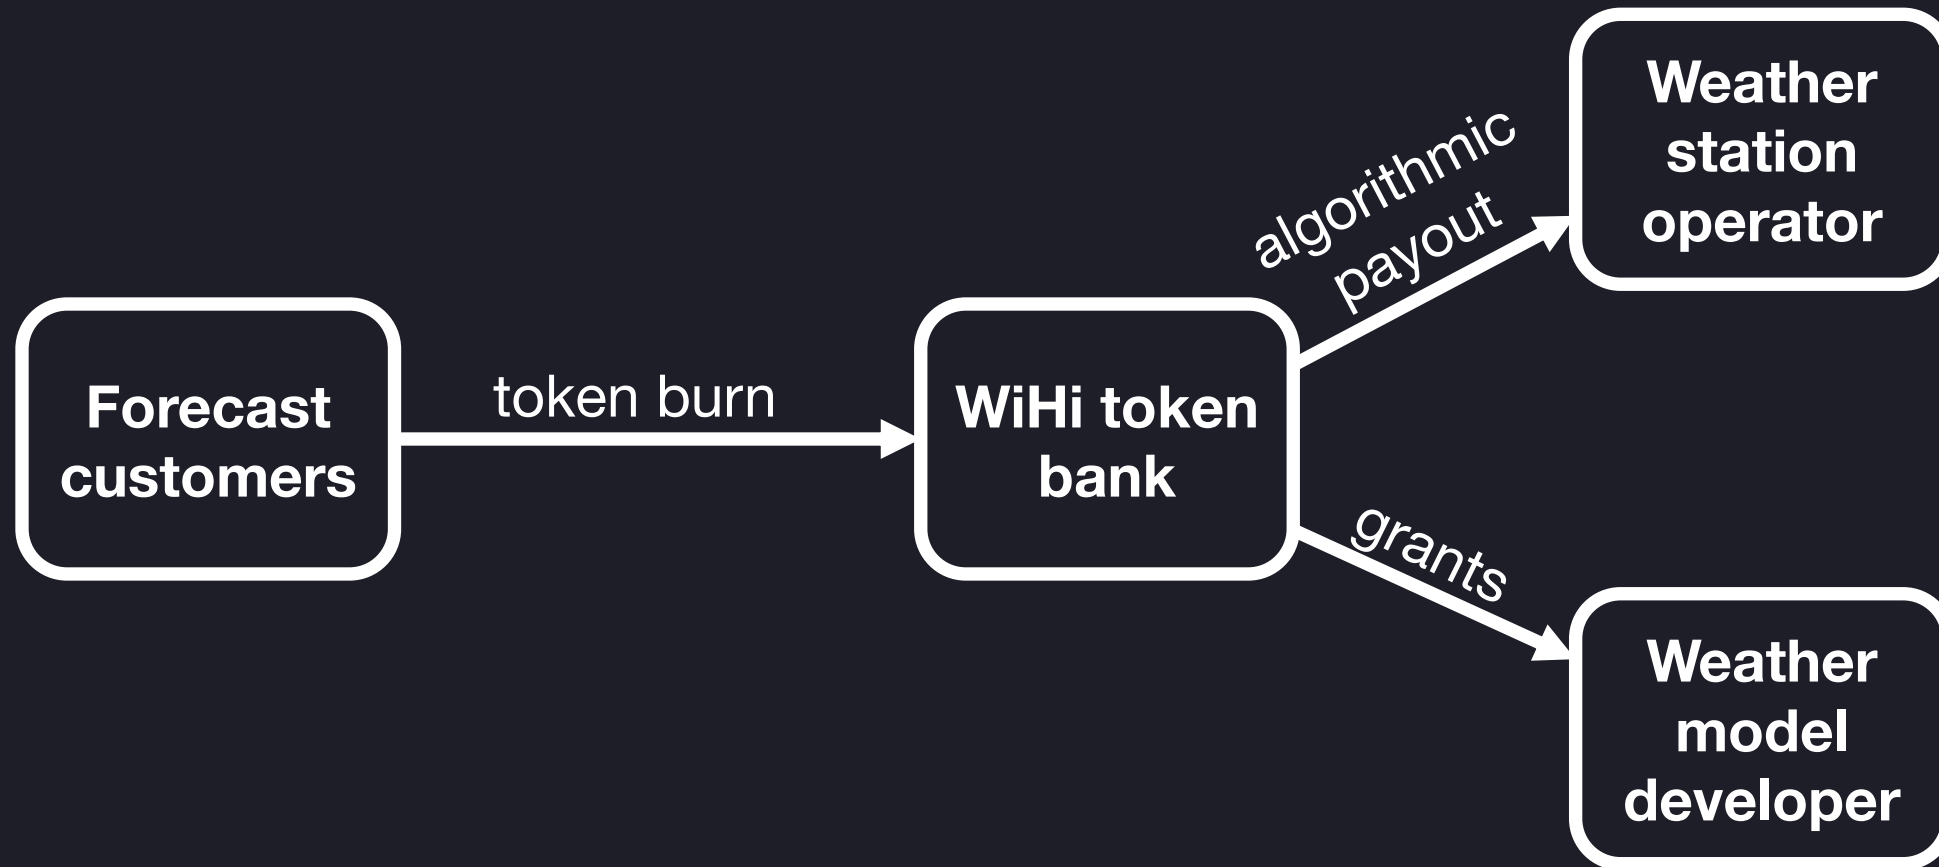 Forecast
customers
token burn
WiHi token
bank
algorithmic
payout
Weather
station
operator
grants
Weather
model
developer